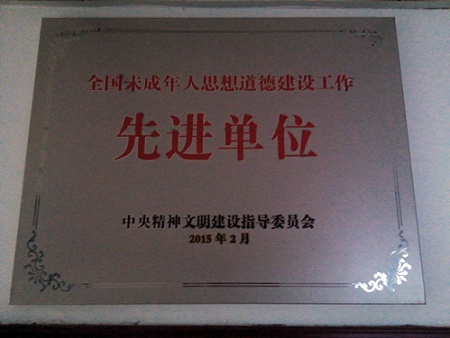 全国未成年人思想道德建设工作
先进单位
中央精神文明建设指导委员会
2015年2月